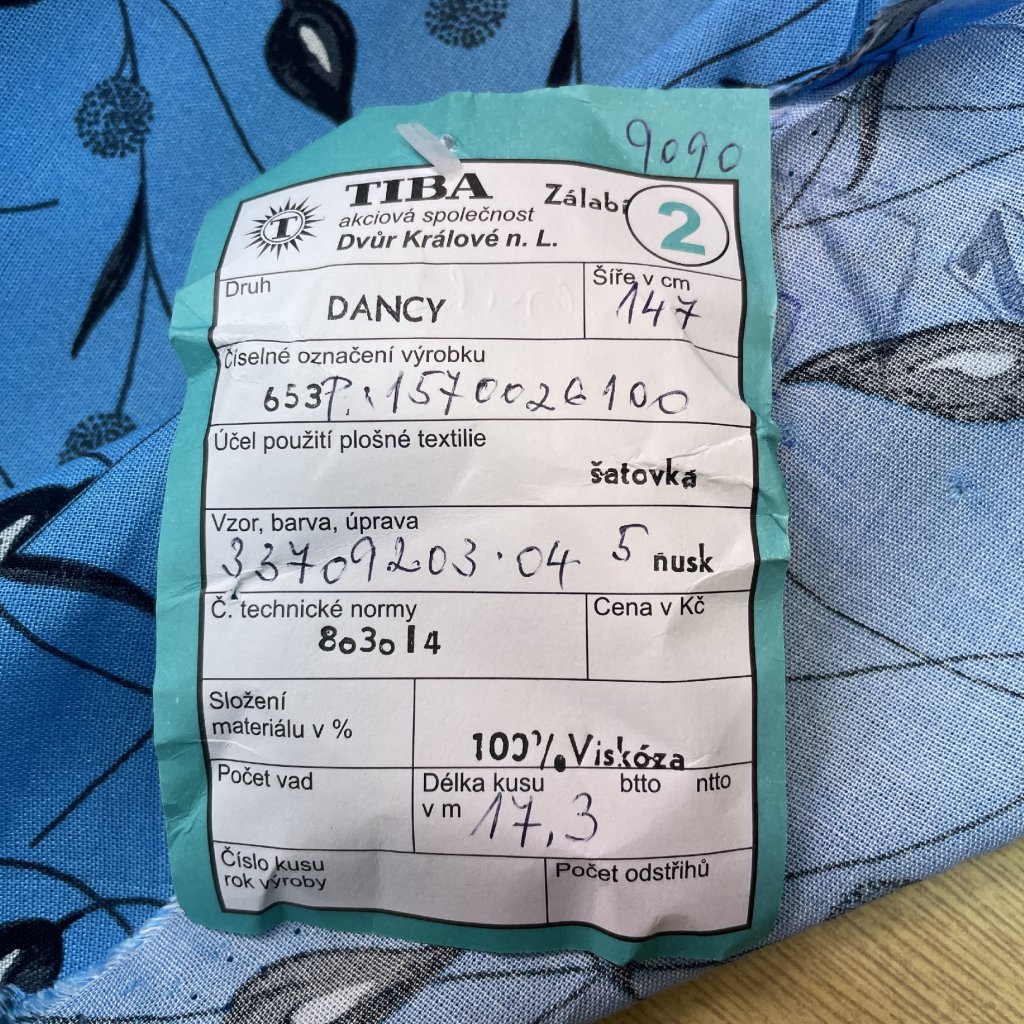 9090
TIBA
akciová společnost
Dvůr Králové n. L.
2
T
Druh
DANCY
Šíře v cm
147
Číselné označení výrobku
653 P. 1570026100
Účel použití plošné textilie
šatovka
Vzor, barva, úprava
33709203.04 5 nusk
Č. technické normy
803014
Cena v Kč
Složení
materiálu v %
100% Viskóza
Počet vad
Délka kusu btto ntto
v m 17,3
Číslo kusu
rok výroby
Počet odstřihů